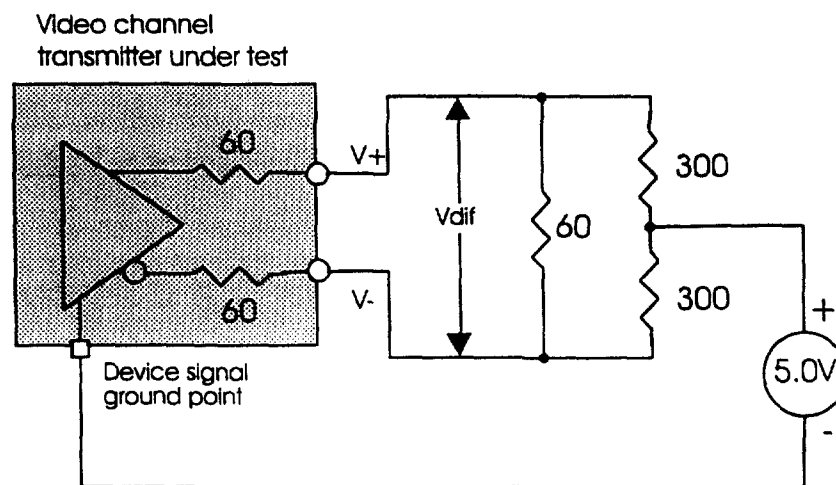 Video channel
transmitter under test
60
V+
300
Vdif
60
V-
60
300
+
Device signal
ground point
5.0V
-